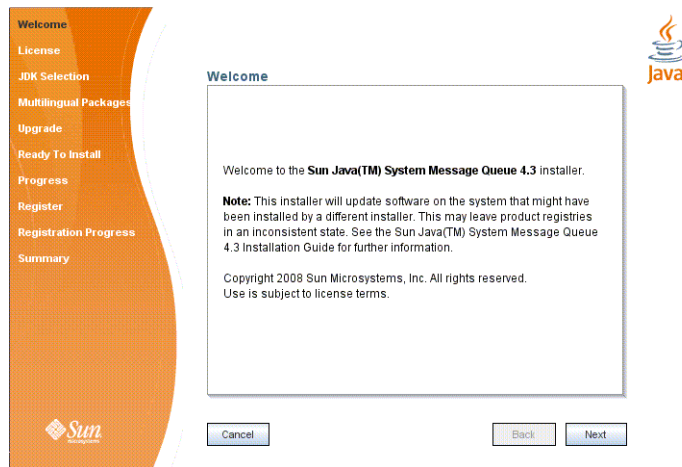 Welcome
License
JDK Selection
Multilingual Packages
Upgrade
Ready To Install
Progress
Register
Registration Progress
Summary
Sun
microsystems
Java
Welcome
Welcome to the Sun Java(TM) System Message Queue 4.3 installer.
Note: This installer will update software on the system that might have
been installed by a different installer. This may leave product registries
in an inconsistent state. See the Sun Java(TM) System Message Queue
4.3 Installation Guide for further information.
Copyright 2008 Sun Microsystems, Inc. All rights reserved.
Use is subject to license terms.
Cancel
Back
Next